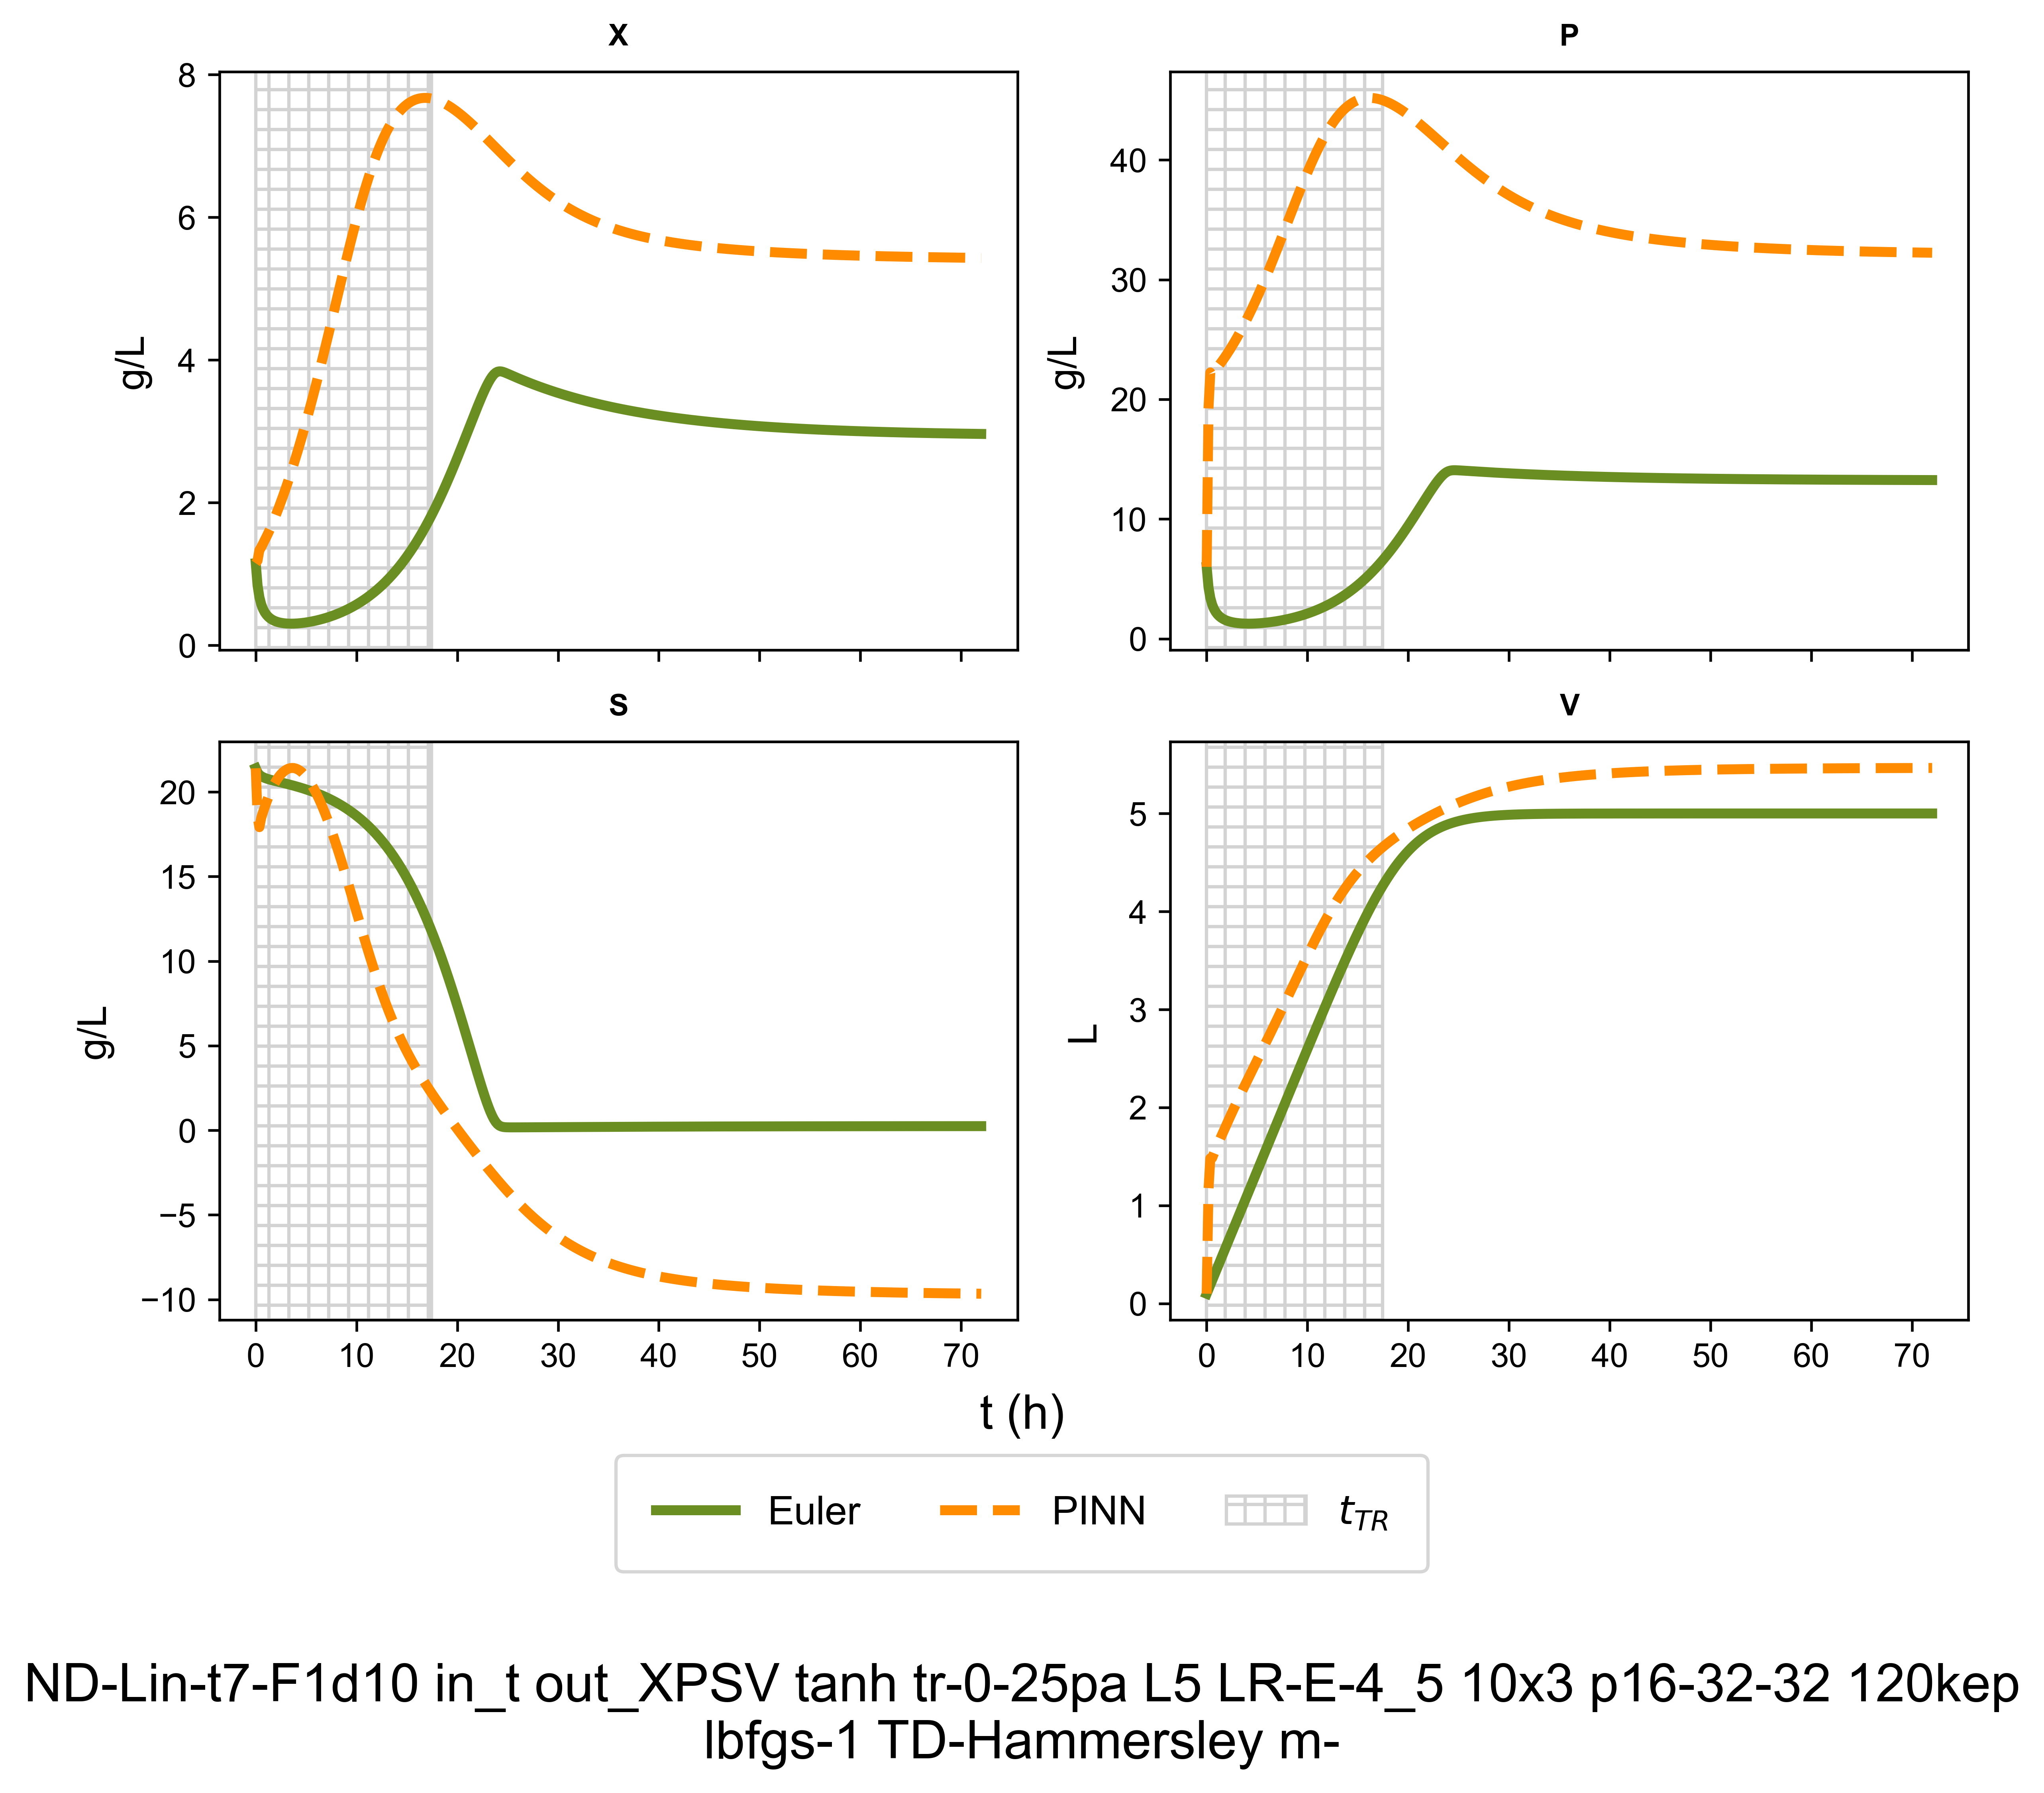 X
P
8
6
4
2
0
g/L
40
30
20
10
0
g/L
S
V
20
15
10
5
0
−5
−10
g/L
0 10 20 30 40 50 60 70
5
4
3
2
1
0
L
0 10 20 30 40 50 60 70
t (h)
Euler PINN t_TR
ND-Lin-t7-F1d10 in_t out_XPSV tanh tr-0-25pa L5 LR-E-4_5 10x3 p16-32-32 120kep
lbfgs-1 TD-Hammersley m-